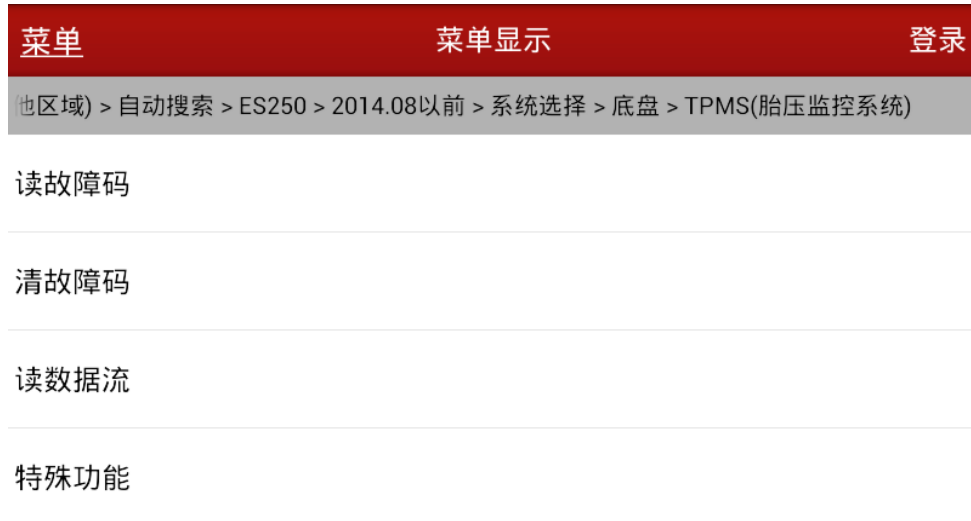 菜单 菜单显示 登录
他区域) > 自动搜索 > ES250 > 2014.08以前 > 系统选择 > 底盘 > TPMS(胎压监控系统)
读故障码
清故障码
读数据流
特殊功能